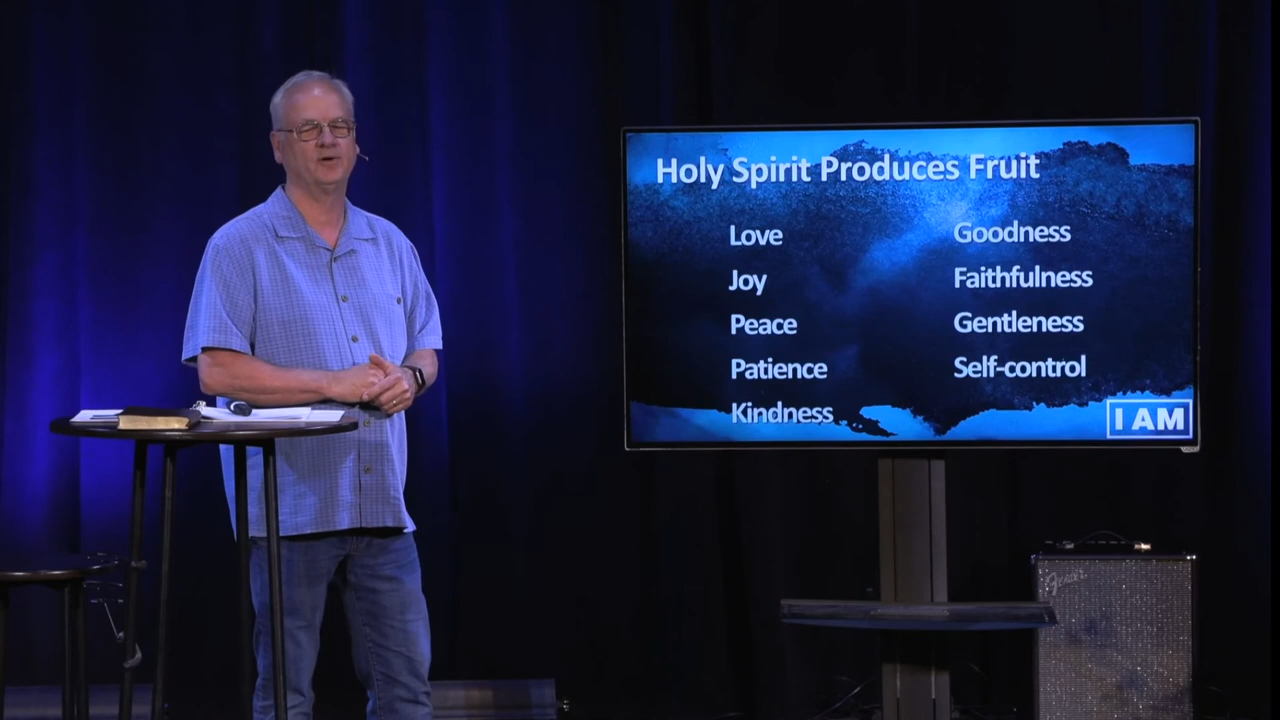 Holy Spirit Produces Fruit
Love
Joy
Peace
Patience
Kindness
Goodness
Faithfulness
Gentleness
Self-control
I AM
Fender